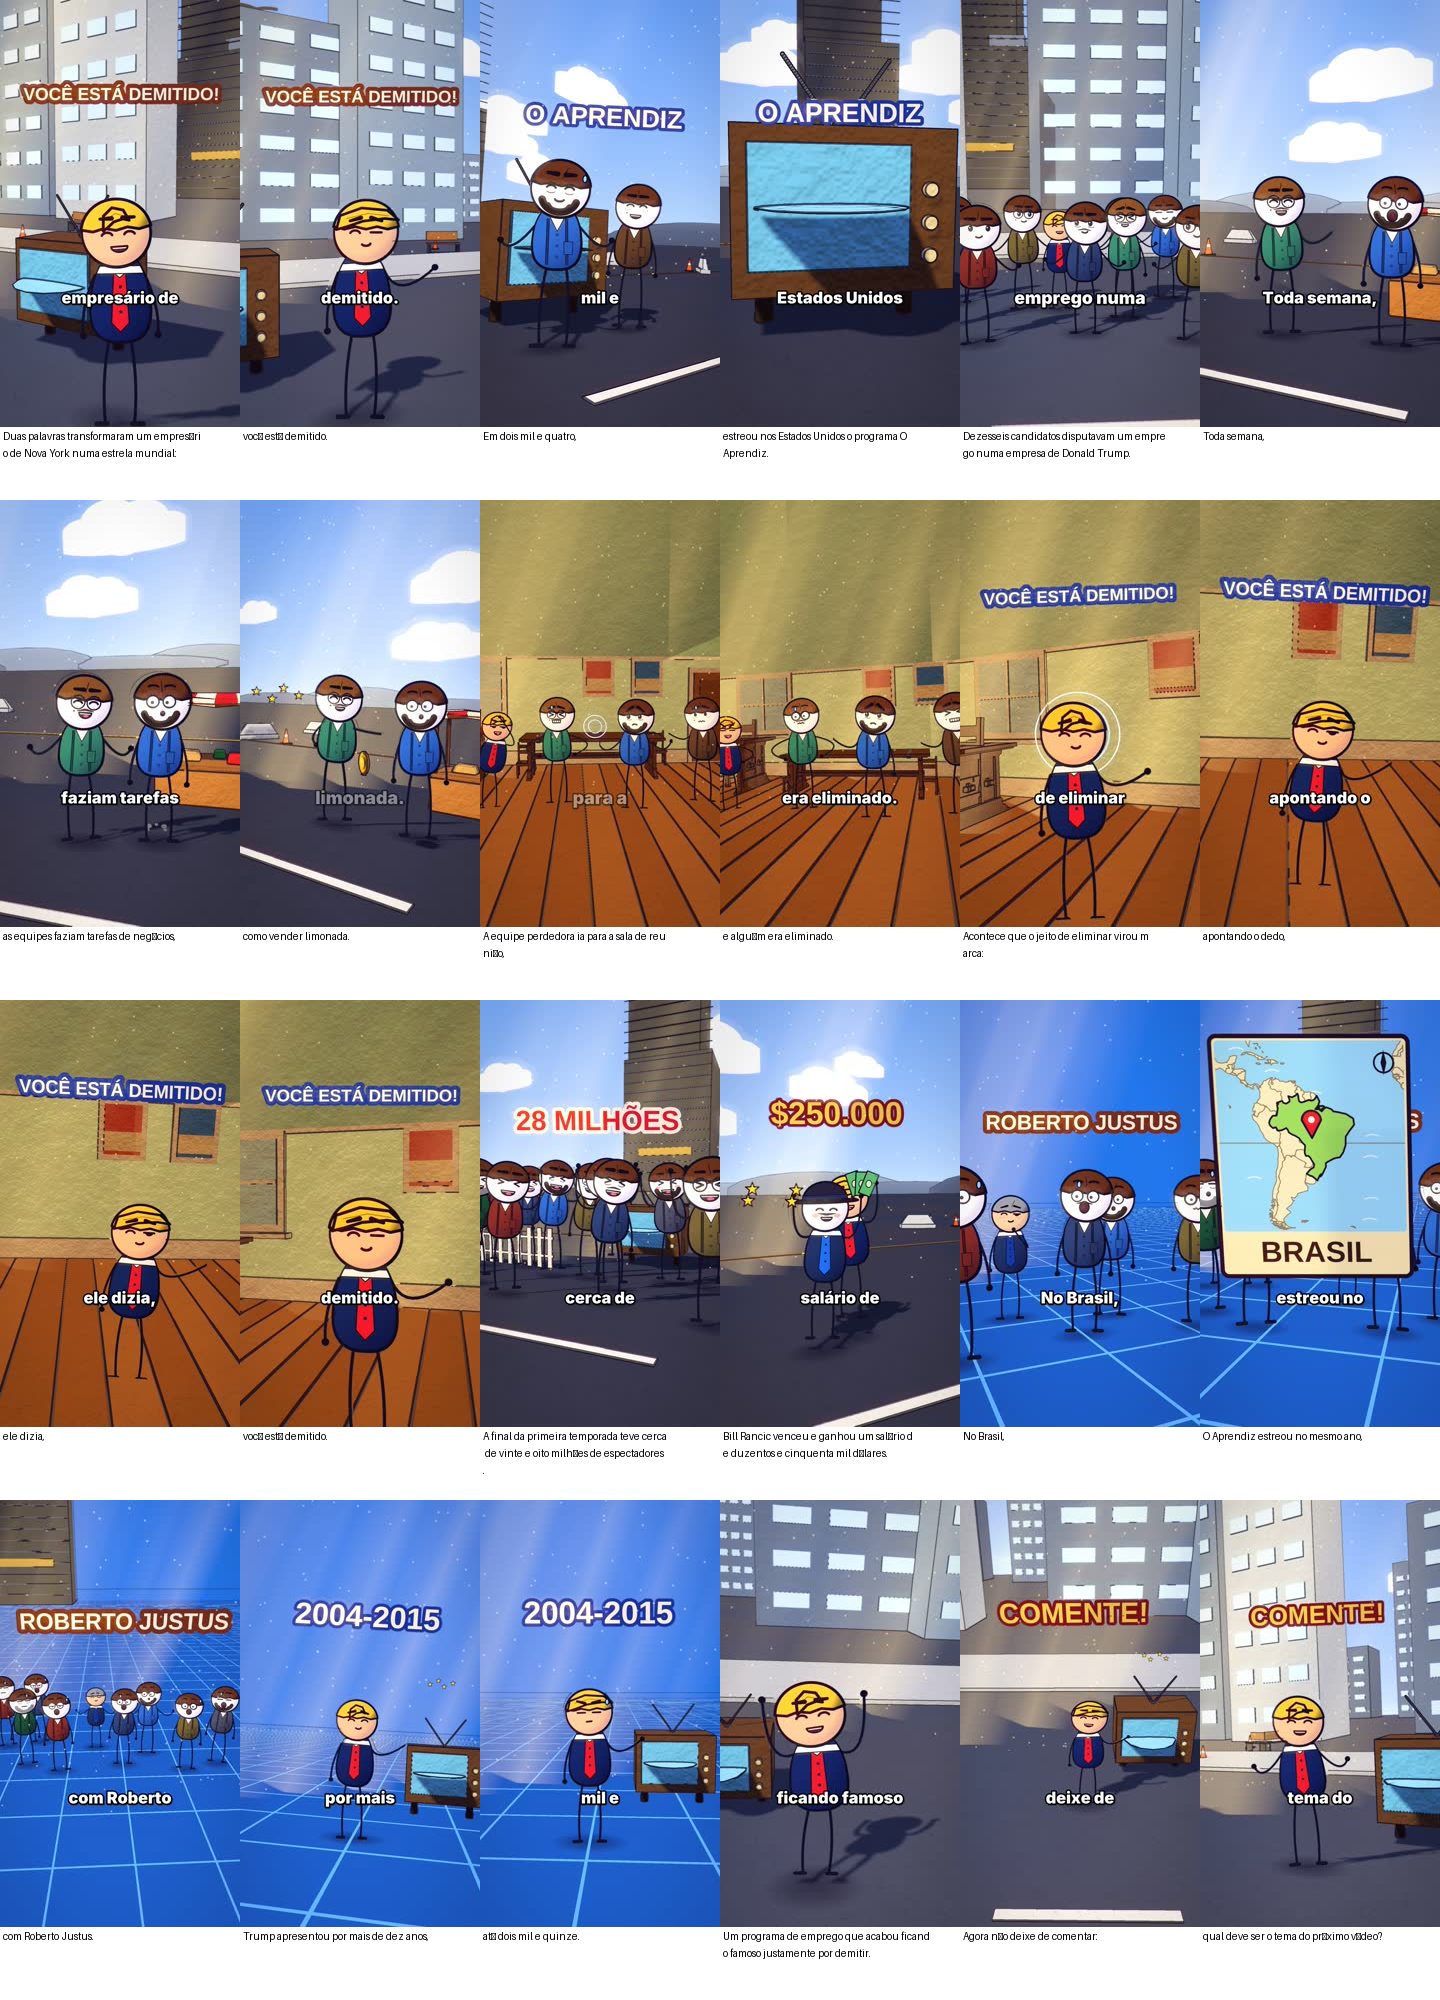 VOCÊ ESTÁ DEMITIDO!
empresário de
Duas palavras transformaram um empres□ri
o de Nova York numa estrela mundial:
VOCÊ ESTÁ DEMITIDO!
demitido.
voc□ est□ demitido.
O APRENDIZ
mil e
Em dois mil e quatro,
O APRENDIZ
Estados Unidos
estreou nos Estados Unidos o programa O
Aprendiz.
emprego numa
Dezesseis candidatos disputavam um empre
go numa empresa de Donald Trump.
Toda semana,
Toda semana,
faziam tarefas
as equipes faziam tarefas de neg□cios,
limonada.
como vender limonada.
para a
A equipe perdedora ia para a sala de reu
ni□o,
era eliminado.
e algu□m era eliminado.
VOCÊ ESTÁ DEMITIDO!
de eliminar
Acontece que o jeito de eliminar virou m
arca:
VOCÊ ESTÁ DEMITIDO!
apontando o
apontando o dedo,
VOCÊ ESTÁ DEMITIDO!
ele dizia,
ele dizia,
VOCÊ ESTÁ DEMITIDO!
demitido.
voc□ est□ demitido.
28 MILHÕES
cerca de
A final da primeira temporada teve cerca
de vinte e oito milh□es de espectadores
.
$250.000
salário de
Bill Rancic venceu e ganhou um sal□rio d
e duzentos e cinquenta mil d□lares.
ROBERTO JUSTUS
No Brasil,
No Brasil,
S
BRASIL
estreou no
O Aprendiz estreou no mesmo ano,
ROBERTO JUSTUS
com Roberto
com Roberto Justus.
2004-2015
por mais
Trump apresentou por mais de dez anos,
2004-2015
mil e
at□ dois mil e quinze.
ficando famoso
Um programa de emprego que acabou ficand
o famoso justamente por demitir.
COMENTE!
deixe de
Agora n□o deixe de comentar:
COMENTE!
tema do
qual deve ser o tema do pr□ximo v□deo?